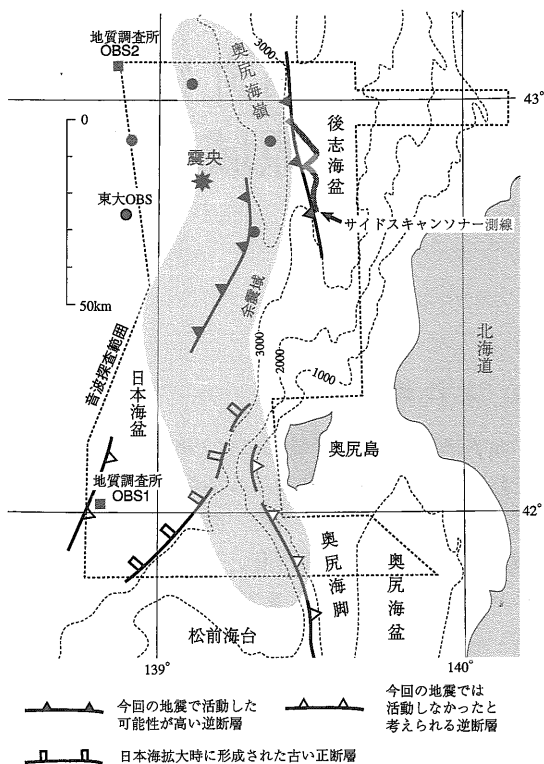 地質調査所
OBS2
奥尻海嶺
3000
43°
0
後志海盆
震央
東大OBS
サイドスキャンソナー測線
50km
余震域
北海道
3000
2000
1000
音波探査範囲
日本海盆
奥尻島
地質調査所
OBS1
42°
奥尻海脚
奥尻海盆
松前海台
139°
140°
今回の地震で活動した
可能性が高い逆断層
今回の地震では
活動しなかったと
考えられる逆断層
日本海拡大時に形成された古い正断層